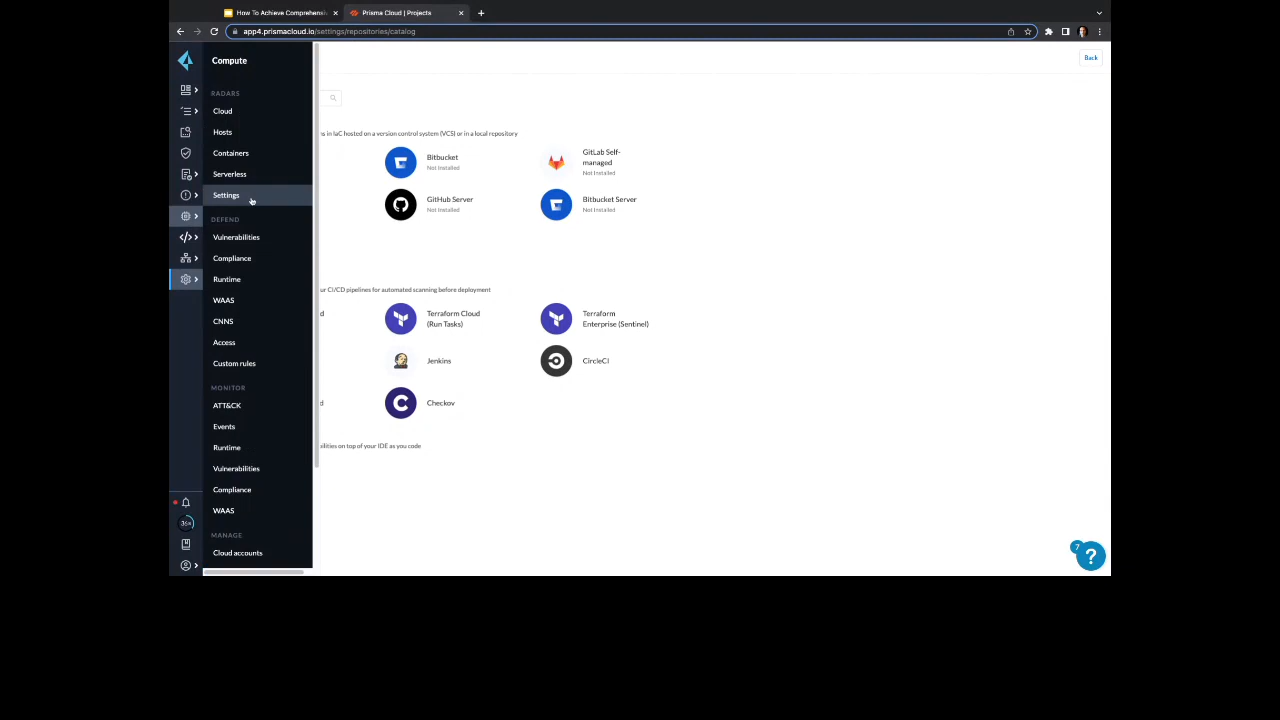 How To Achieve Comprehensi
Prisma Cloud | Projects
app4.prismacloud.io/settings/repositories/catalog
Compute
Back
RADARS
Cloud
Hosts
Containers
Serverless
Settings
DEFEND
Vulnerabilities
Compliance
Runtime
WAAS
CNNS
Access
Custom rules
MONITOR
ATT&CK
Events
Runtime
Vulnerabilities
Compliance
WAAS
MANAGE
Cloud accounts
36%
ns in IaC hosted on a version control system (VCS) or in a local repository
Bitbucket
Not Installed
GitLab Self-
managed
Not Installed
GitHub Server
Not Installed
Bitbucket Server
Not Installed
ur CI/CD pipelines for automated scanning before deployment
d
Terraform Cloud
(Run Tasks)
Terraform
Enterprise (Sentinel)
Jenkins
CircleCI
d
Checkov
ilities on top of your IDE as you code
7
?